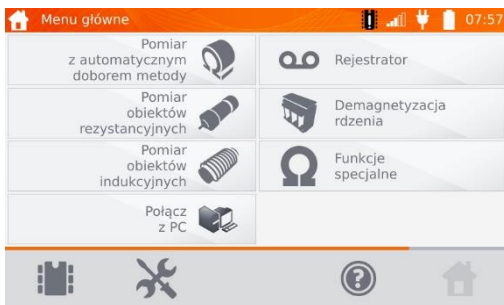 Menu główne
07:57
Pomiar
z automatycznym
doborem metody
Rejestrator
Pomiar
obiektów
rezystancyjnych
Demagnetyzacja
rdzenia
Pomiar
obiektów
indukcyjnych
Funkcje
specjalne
Połącz
z PC